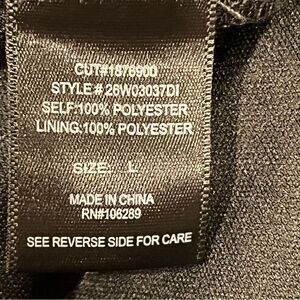 CUT#1876900
STYLE # 26W03037DI
SELF:100% POLYESTER
LINING:100% POLYESTER
SIZE: L
MADE IN CHINA
RN#106289
SEE REVERSE SIDE FOR CARE